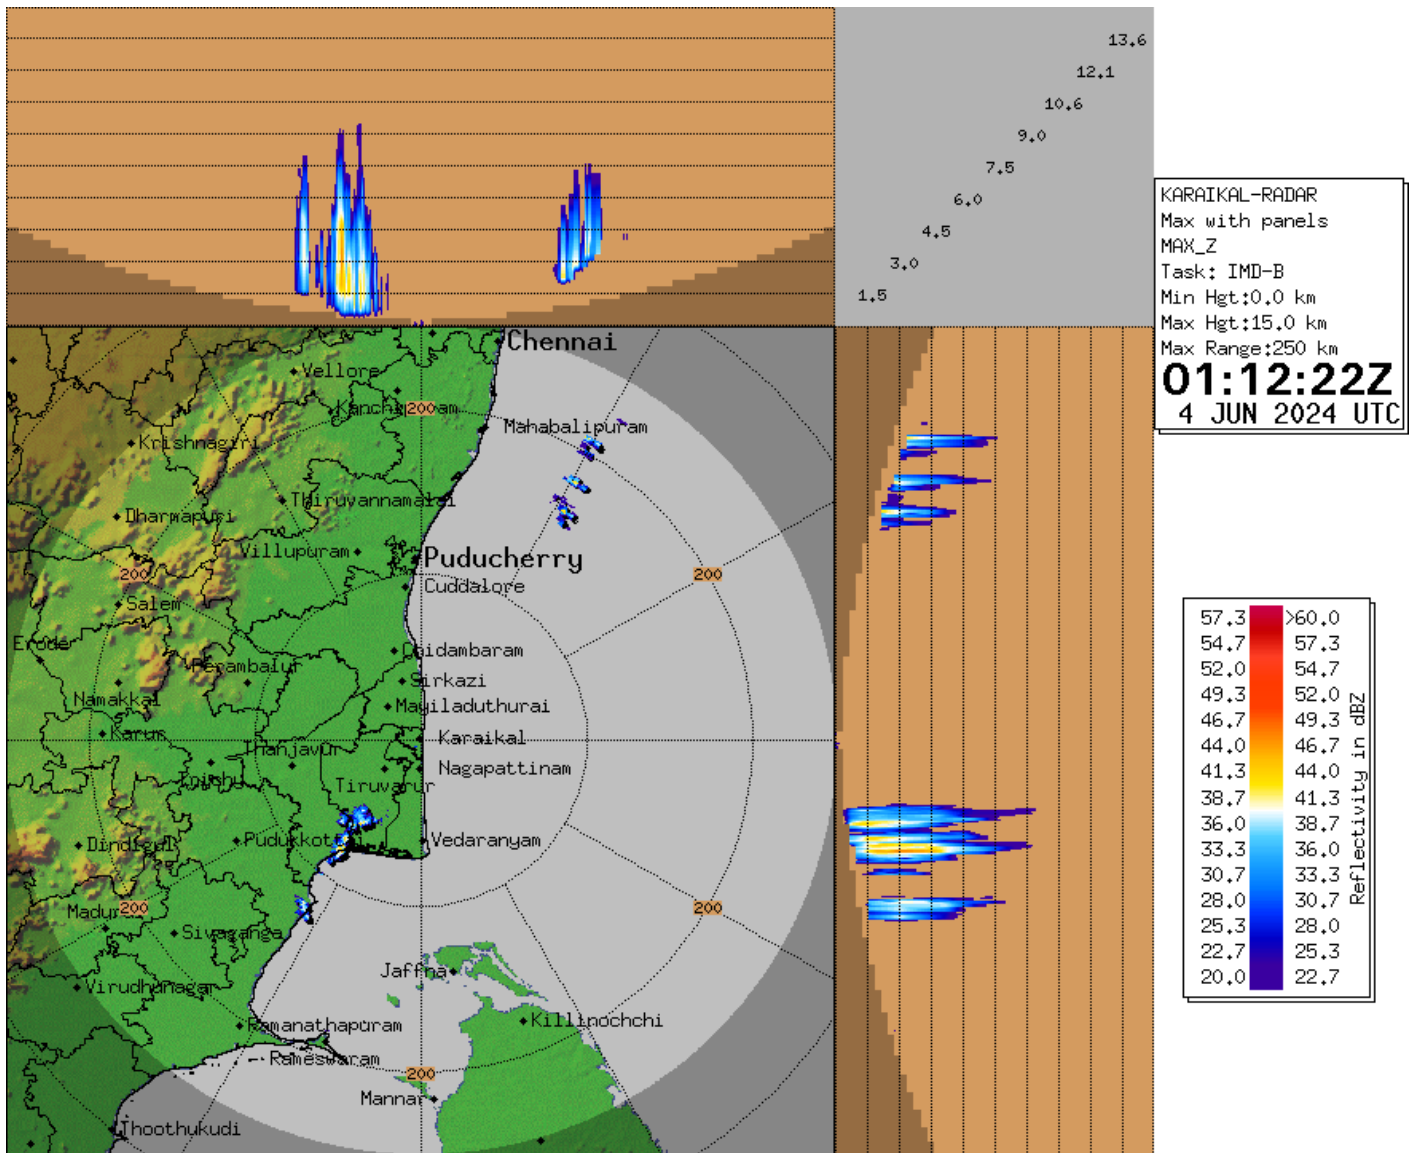 13.6
12.1
10.6
9.0
7.5
6.0
4.5
3.0
1.5
KARAIKAL-RADAR
Max with panels
MAX_Z
Task: IMD-B
Min Hgt:0.0 km
Max Hgt:15.0 km
Max Range:250 km
01:12:22Z
4 JUN 2024 UTC
Chennai
Vellore
200
Mahabalipuram
Krishnagiri
Thiruvannamalai
Dharmapuri
Villupuram
Puducherry
200
200
Cuddalore
Salem
Erode
Chidambaram
Perambalur
Sirkazi
Namakkal
Mayiladuthurai
Karur
Karaikal
Thanjavur
Nagapattinam
Tiruvarur
Dindigul
Vedaranyam
200
200
Sivaganga
Jaffna
Virudhunagar
Ramanathapuram
Killinochchi
Rameswaram
200
Mannar
Thoothukudi
57.3 >60.0
54.7 57.3
52.0 54.7
49.3 52.0
46.7 49.3
44.0 46.7
41.3 44.0
38.7 41.3
36.0 38.7
33.3 36.0
30.7 33.3
28.0 30.7
25.3 28.0
22.7 25.3
20.0 22.7
Reflectivity in dBZ